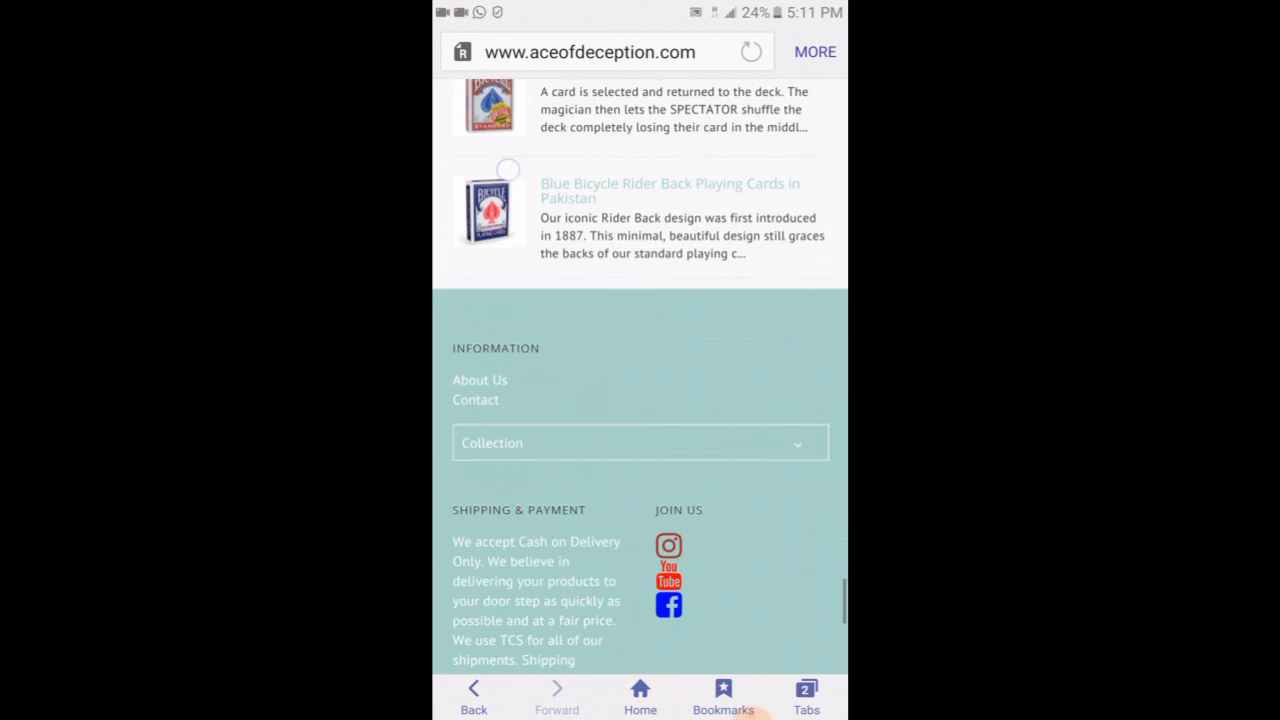 24% 5:11 PM
www.aceofdeception.com
MORE
A card is selected and returned to the deck. The
magician then lets the SPECTATOR shuffle the
deck completely losing their card in the middl...
BICYCLE
STANDARD
Blue Bicycle Rider Back Playing Cards in
Pakistan
Our iconic Rider Back design was first introduced
in 1887. This minimal, beautiful design still graces
the backs of our standard playing c...
BICYCLE
PLAYING CARDS
INFORMATION
About Us
Contact
Collection
SHIPPING & PAYMENT
We accept Cash on Delivery
Only. We believe in
delivering your products to
your door step as quickly as
possible and at a fair price.
We use TCS for all of our
shipments. Shipping
JOIN US
You
Tube
Back
Forward
Home
Bookmarks
2
Tabs